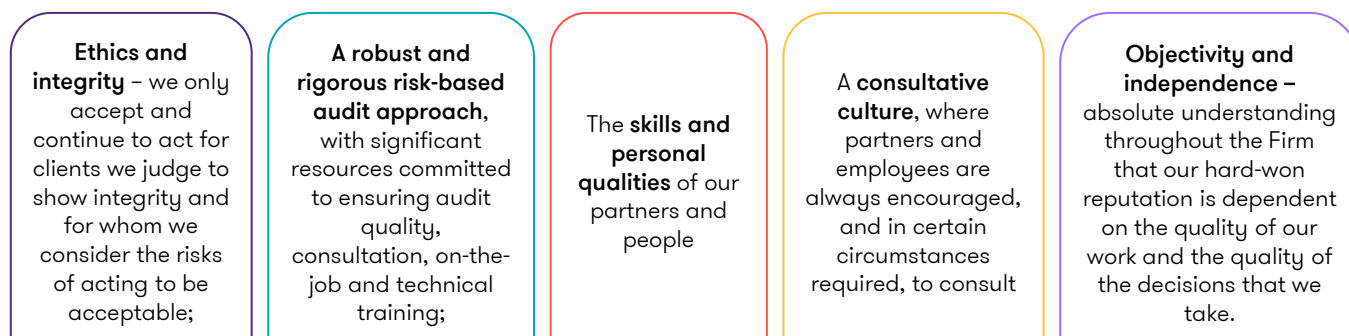 Ethics and
integrity – we only
accept and
continue to act for
clients we judge to
show integrity and
for whom we
consider the risks
of acting to be
acceptable;
A robust and
rigorous risk-based
audit approach,
with significant
resources committed
to ensuring audit
quality,
consultation, on-the-
job and technical
training;
The skills and
personal
qualities of our
partners and
people
A consultative
culture, where
partners and
employees are
always encouraged,
and in certain
circumstances
required, to consult
Objectivity and
independence –
absolute understanding
throughout the Firm
that our hard-won
reputation is dependent
on the quality of our
work and the quality of
the decisions that we
take.